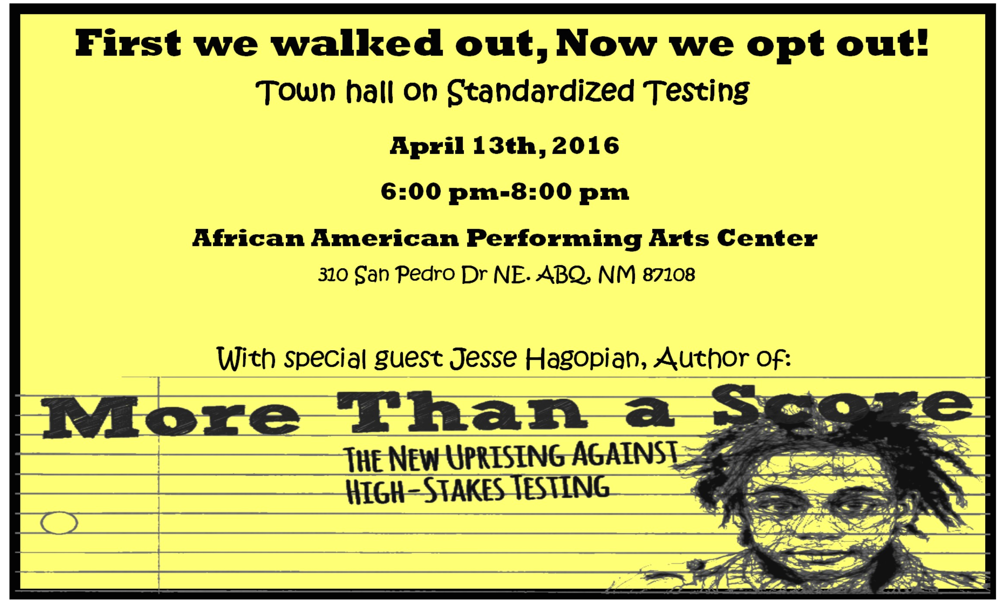 First we walked out, Now we opt out!
Town hall on Standardized Testing
April 13th, 2016
6:00 pm-8:00 pm
African American Performing Arts Center
310 San Pedro Dr NE. ABQ, NM 87108
With special guest Jesse Hagopian, Author of:
More Than a Score
The New Uprising Against
High-Stakes Testing